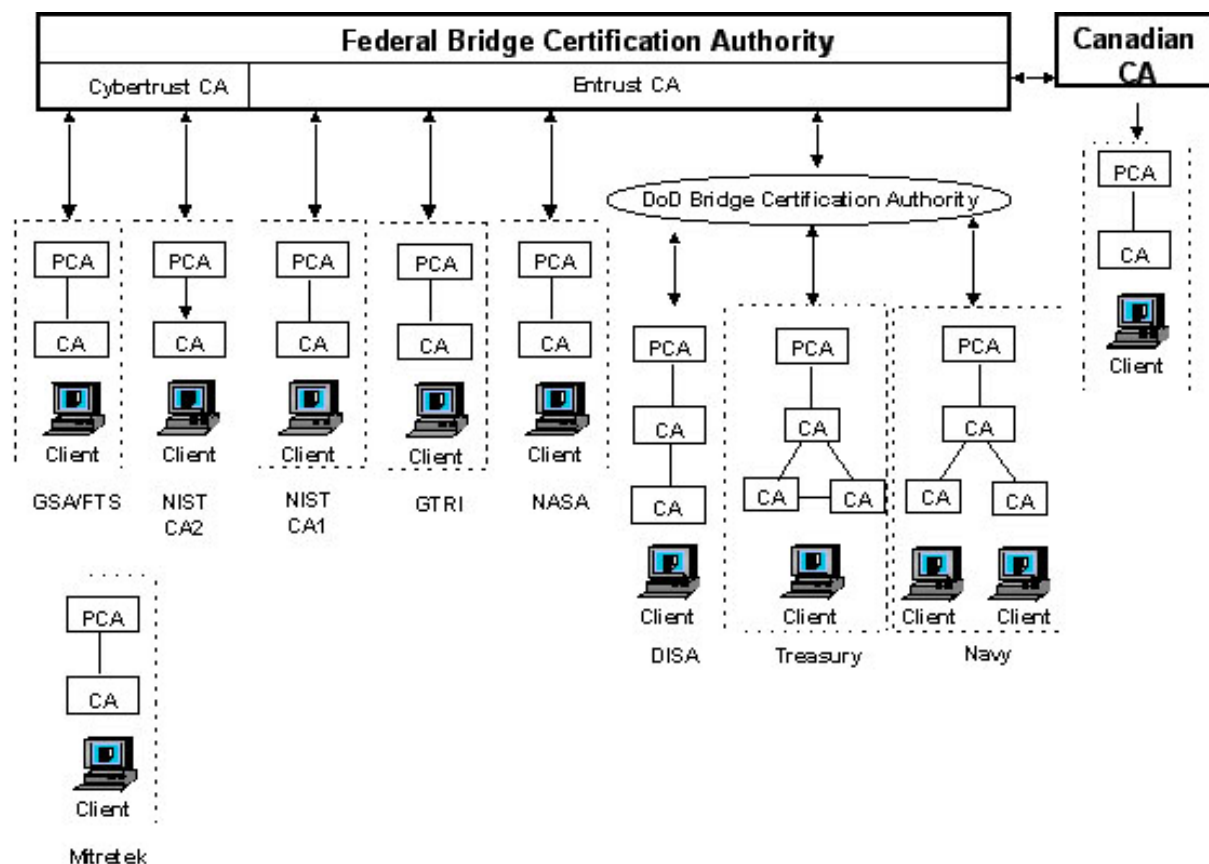 Federal Bridge Certification Authority
Canadian
CA
Cybertrust CA
Entrust CA
DoD Bridge Certification Authority
PCA
CA
Client
GSA/FTS
PCA
CA
Client
NIST
CA2
PCA
CA
Client
NIST
CA1
PCA
CA
Client
GTRI
PCA
CA
Client
NASA
PCA
CA
CA
Client
DISA
PCA
CA
CA
CA
Client
Treasury
PCA
CA
CA
CA
Client
Client
Navy
PCA
CA
Client
PCA
CA
Client
Mitretek